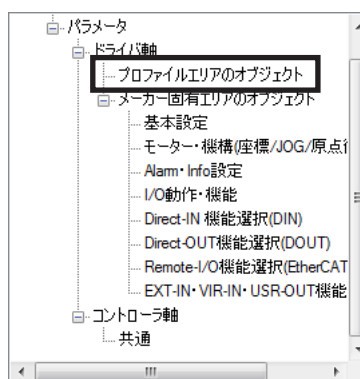 パラメータ
ドライバ軸
プロファイルエリアのオブジェクト
メーカー固有エリアのオブジェクト
基本設定
モーター・機構(座標/JOG/原点
Alarm・Info設定
I/O動作・機能
Direct-IN 機能選択(DIN)
Direct-OUT機能選択(DOUT)
Remote-I/O機能選択(EtherCAT
EXT-IN・VIR-IN・USR-OUT機能
コントローラ軸
共通